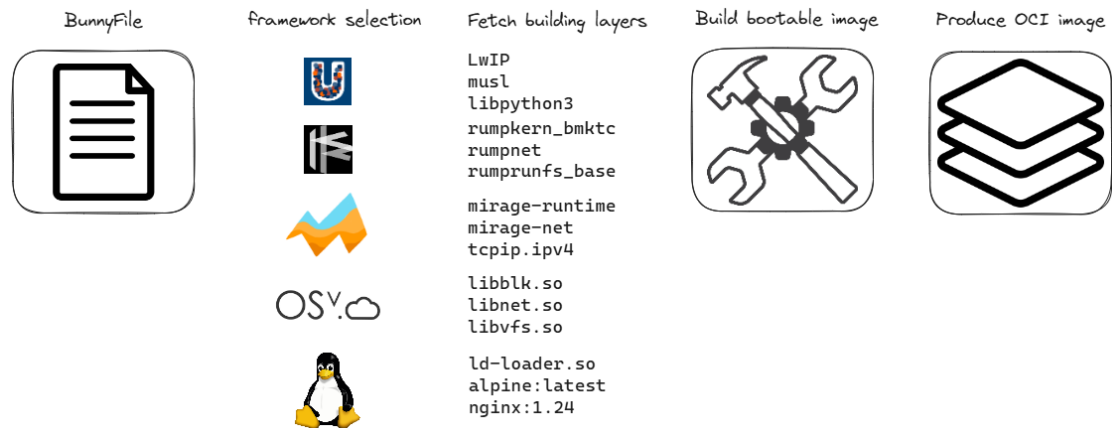 BunnyFile
framework selection
Fetch building layers
Build bootable image
Produce OCI image
U
LwIP
musl
libpython3
rumpkern_bmktc
rumpnet
rumprunfs_base
mirage-runtime
mirage-net
tcpip.ipv4
OSv.
libblk.so
libnet.so
libvfs.so
ld-loader.so
alpine:latest
nginx:1.24